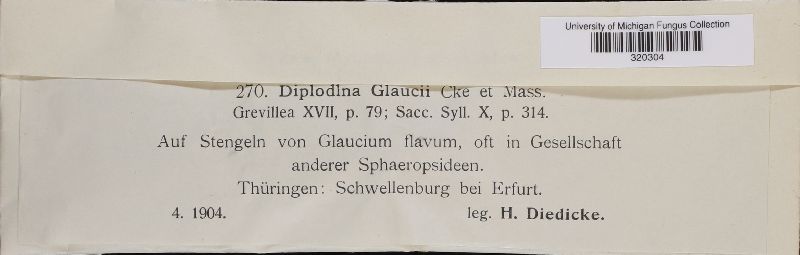 University of Michigan Fungus Collection
320304
270. Diplodina Glaucii Cke et Mass.
Grevillea XVII, p. 79; Sacc. Syll. X, p. 314.
Auf Stengeln von Glaucium flavum, oft in Gesellschaft
anderer Sphaeropsideen.
Thüringen: Schwellenburg bei Erfurt.
4. 1904. leg. H. Diedicke.